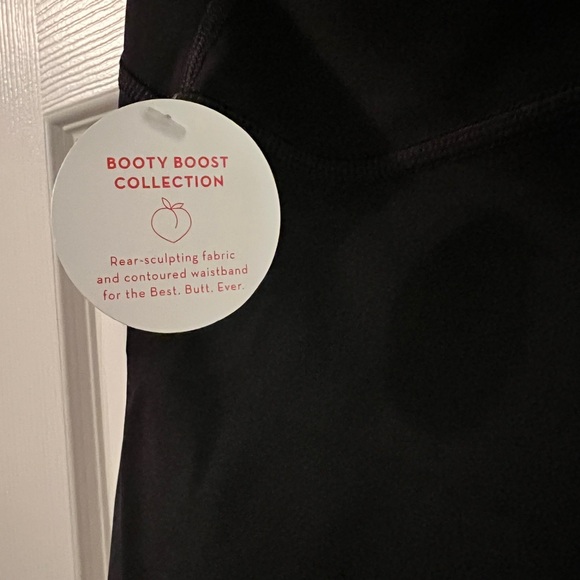 BOOTY BOOST
COLLECTION
Rear-sculpting fabric
and contoured waistband
for the Best. Butt. Ever.